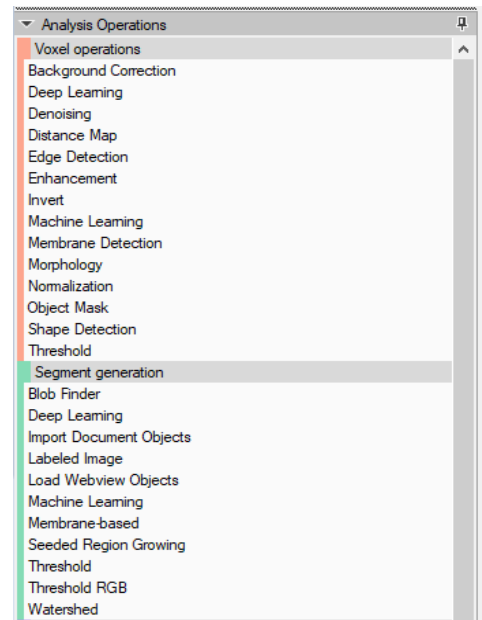 Analysis Operations
Voxel operations
Background Correction
Deep Learning
Denoising
Distance Map
Edge Detection
Enhancement
Invert
Machine Learning
Membrane Detection
Morphology
Normalization
Object Mask
Shape Detection
Threshold
Segment generation
Blob Finder
Deep Learning
Import Document Objects
Labeled Image
Load Webview Objects
Machine Learning
Membrane-based
Seeded Region Growing
Threshold
Threshold RGB
Watershed